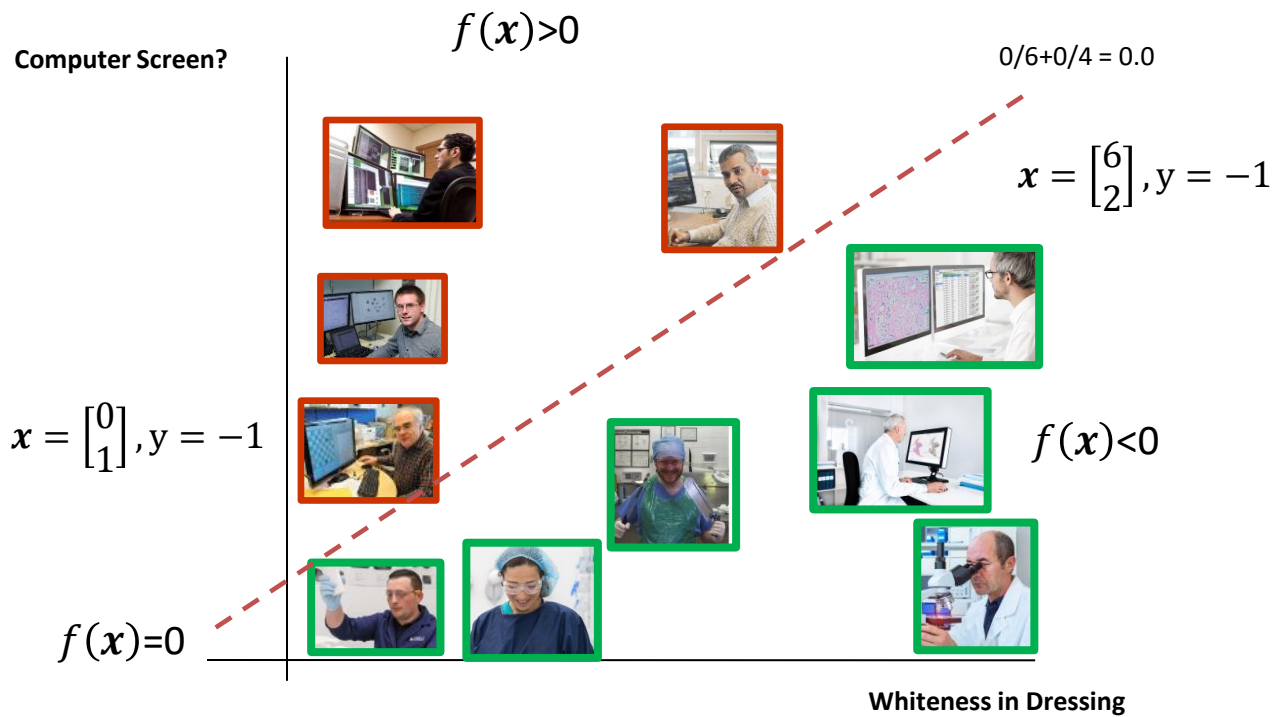 f(x)>0
Computer Screen?
0/6+0/4 = 0.0
x = [6 2], y = −1
x = [0 1], y = −1
f(x)<0
f(x)=0
Whiteness in Dressing